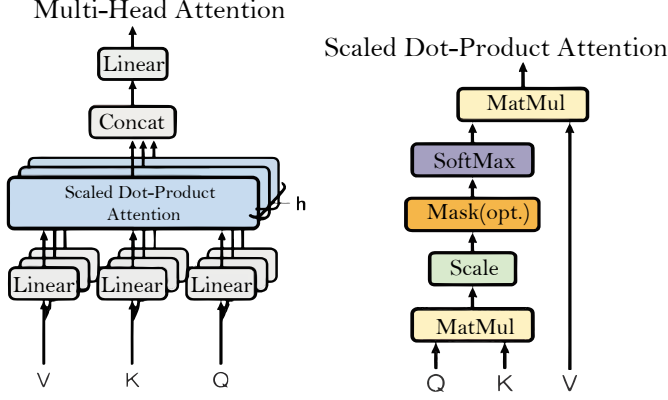 Multi-Head Attention
Linear
Concat
Scaled Dot-Product
Attention
h
Linear
Linear
Linear
V
K
Q
Scaled Dot-Product Attention
MatMul
SoftMax
Mask(opt.)
Scale
MatMul
Q
K
V